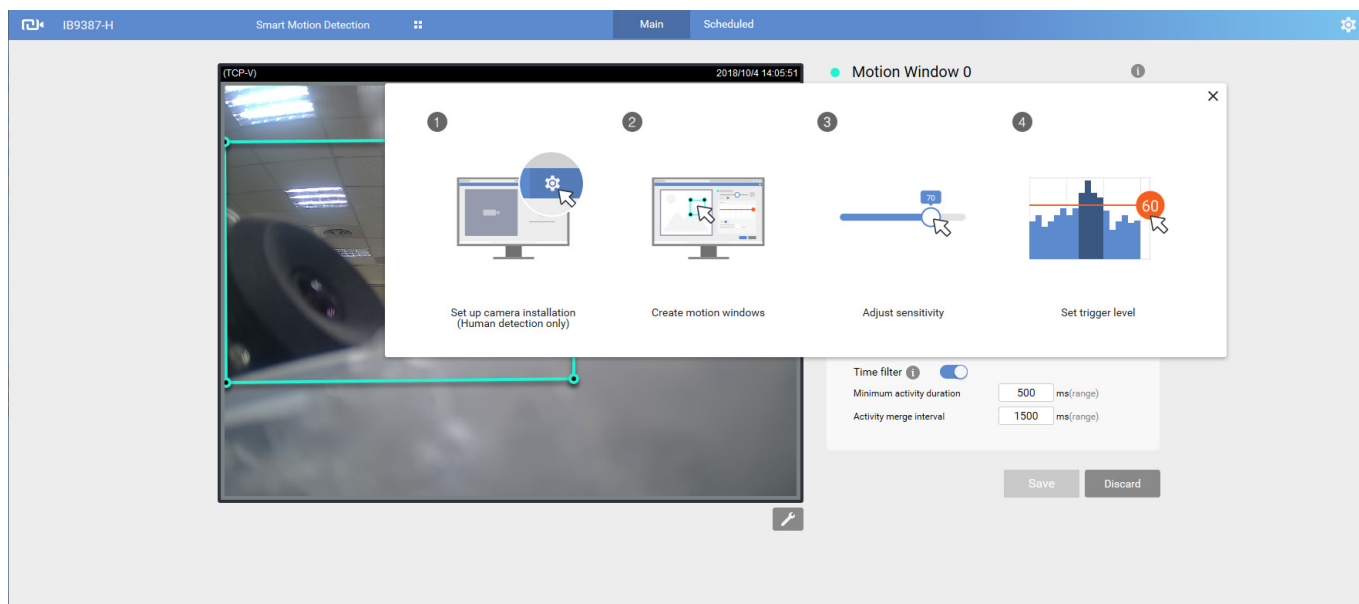 IB9387-H
Smart Motion Detection
Main
Scheduled
(TCP-V)
2018/10/4 14:05:51
Motion Window 0
i
1
2
3
4
70
60
Set up camera installation
(Human detection only)
Create motion windows
Adjust sensitivity
Set trigger level
Time filter i
Minimum activity duration 500 ms(range)
Activity merge interval 1500 ms(range)
Save
Discard